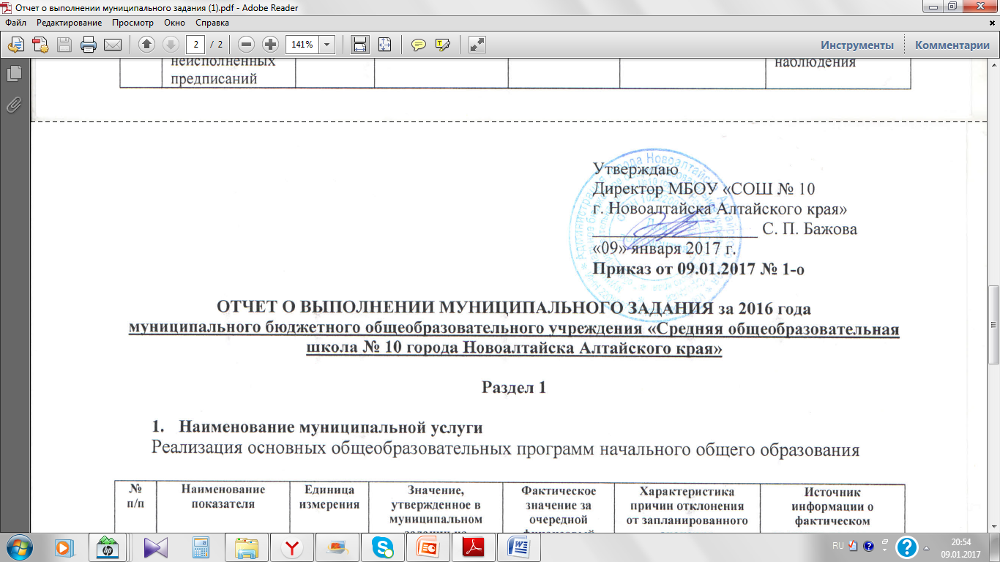 Отчет о выполнении муниципального задания (1).pdf - Adobe Reader
Файл Редактирование Просмотр Окно Справка
2 / 2 141% Инструменты Комментарии
неисполненных наблюдения
предписаний
Утверждаю
Директор МБОУ «СОШ № 10
г. Новоалтайска Алтайского края»
С. П. Бажова
«09» января 2017 г.
Приказ от 09.01.2017 № 1-о
ОТЧЕТ О ВЫПОЛНЕНИИ МУНИЦИПАЛЬНОГО ЗАДАНИЯ за 2016 года
муниципального бюджетного общеобразовательного учреждения «Средняя общеобразовательная
школа № 10 города Новоалтайска Алтайского края»
Раздел 1
1. Наименование муниципальной услуги
Реализация основных общеобразовательных программ начального общего образования
№ Наименование Единица Значение, Фактическое Характеристика Источник
п/п показателя измерения утвержденное в значение за причин отклонения информации о
муниципальном очередной от запланированного фактическом
RU 20:54
09.01.2017